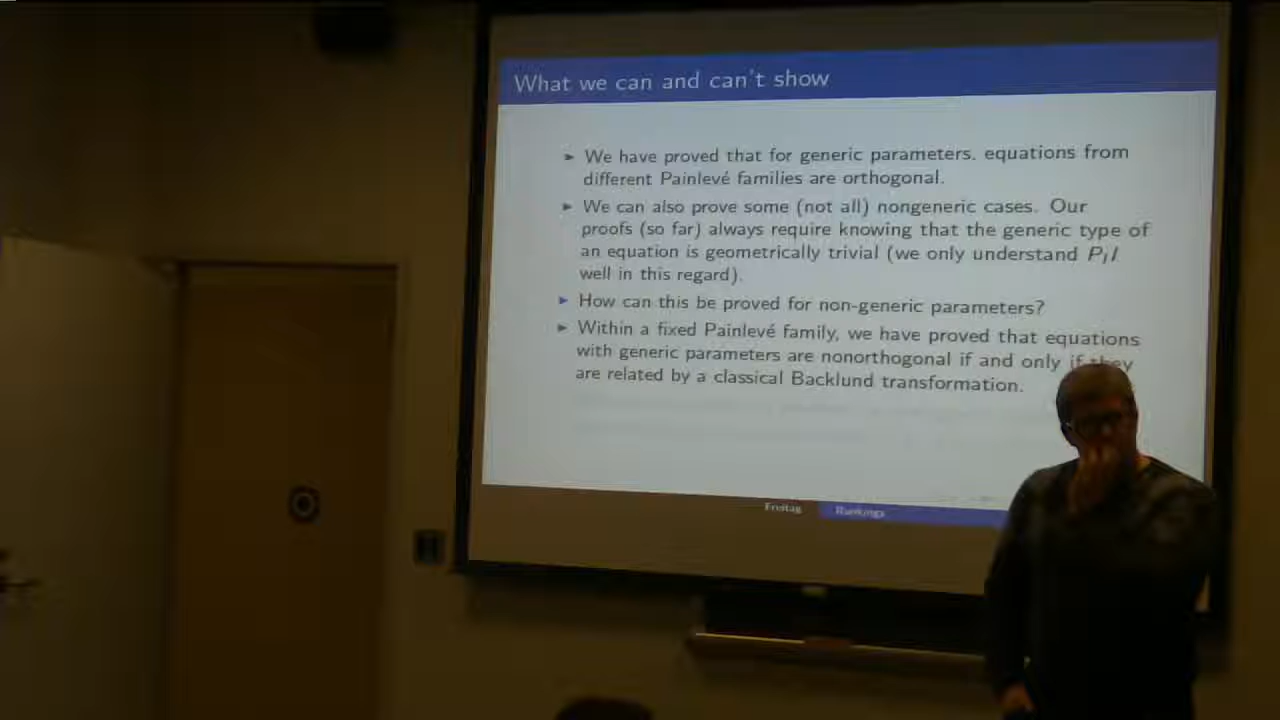 What we can and can't show
We have proved that for generic parameters, equations from
different Painlevé families are orthogonal.
We can also prove some (not all) nongeneric cases. Our
proofs (so far) always require knowing that the generic type of
an equation is geometrically trivial (we only understand P_II
well in this regard).
How can this be proved for non-generic parameters?
Within a fixed Painlevé family, we have proved that equations
with generic parameters are nonorthogonal if and only if they
are related by a classical Backlund transformation.
Freitag Rankings